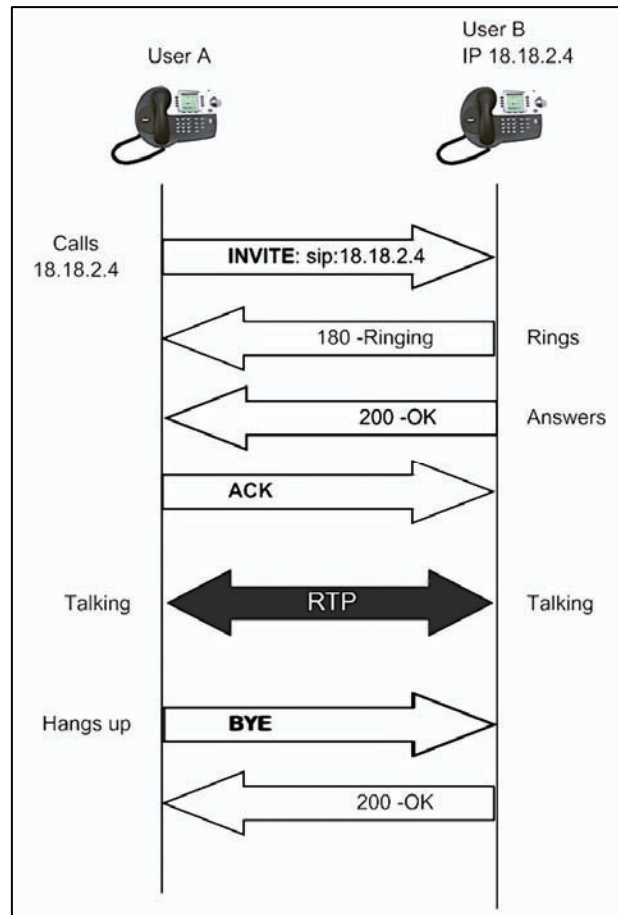 User A
User B
IP 18.18.2.4
Calls
18.18.2.4
INVITE: sip:18.18.2.4
180 -Ringing
Rings
200 -OK
Answers
ACK
Talking
RTP
Talking
Hangs up
BYE
200 -OK